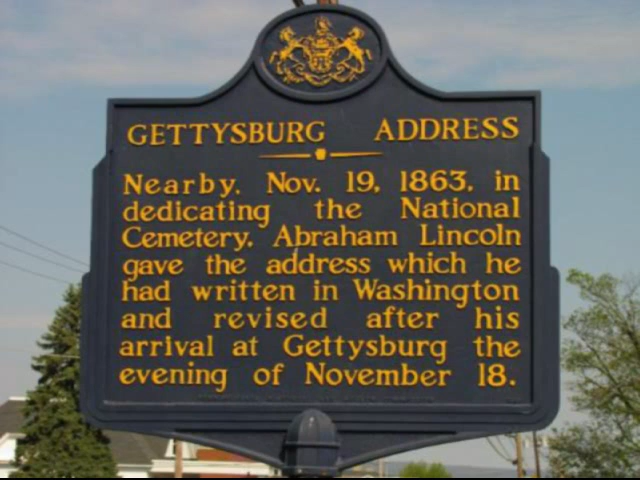 GETTYSBURG ADDRESS
Nearby, Nov. 19, 1863, in
dedicating the National
Cemetery, Abraham Lincoln
gave the address which he
had written in Washington
and revised after his
arrival at Gettysburg the
evening of November 18.